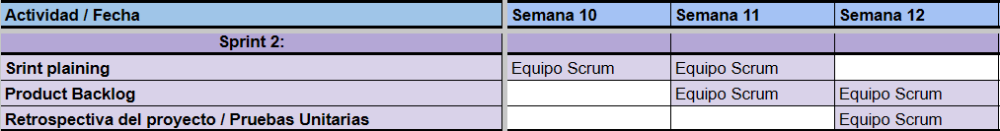 Actividad / Fecha Semana 10 Semana 11 Semana 12
Sprint 2:
Srint plaining Equipo Scrum Equipo Scrum
Product Backlog Equipo Scrum Equipo Scrum
Retrospectiva del proyecto / Pruebas Unitarias Equipo Scrum